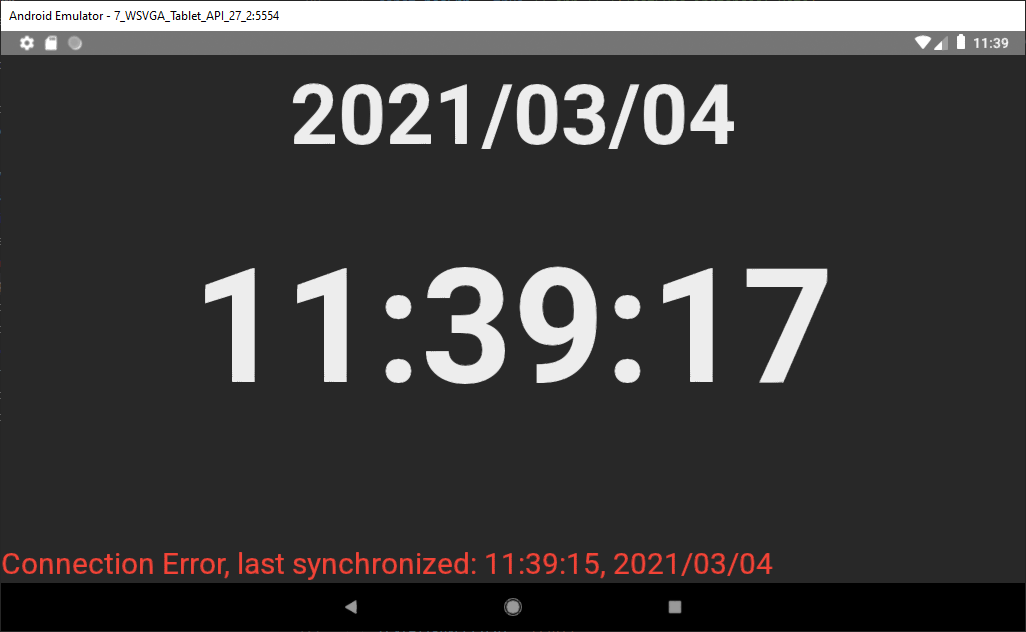 Android Emulator - 7_WSVGA_Tablet_API_27_2:5554
11:39
2021/03/04
11:39:17
Connection Error, last synchronized: 11:39:15, 2021/03/04